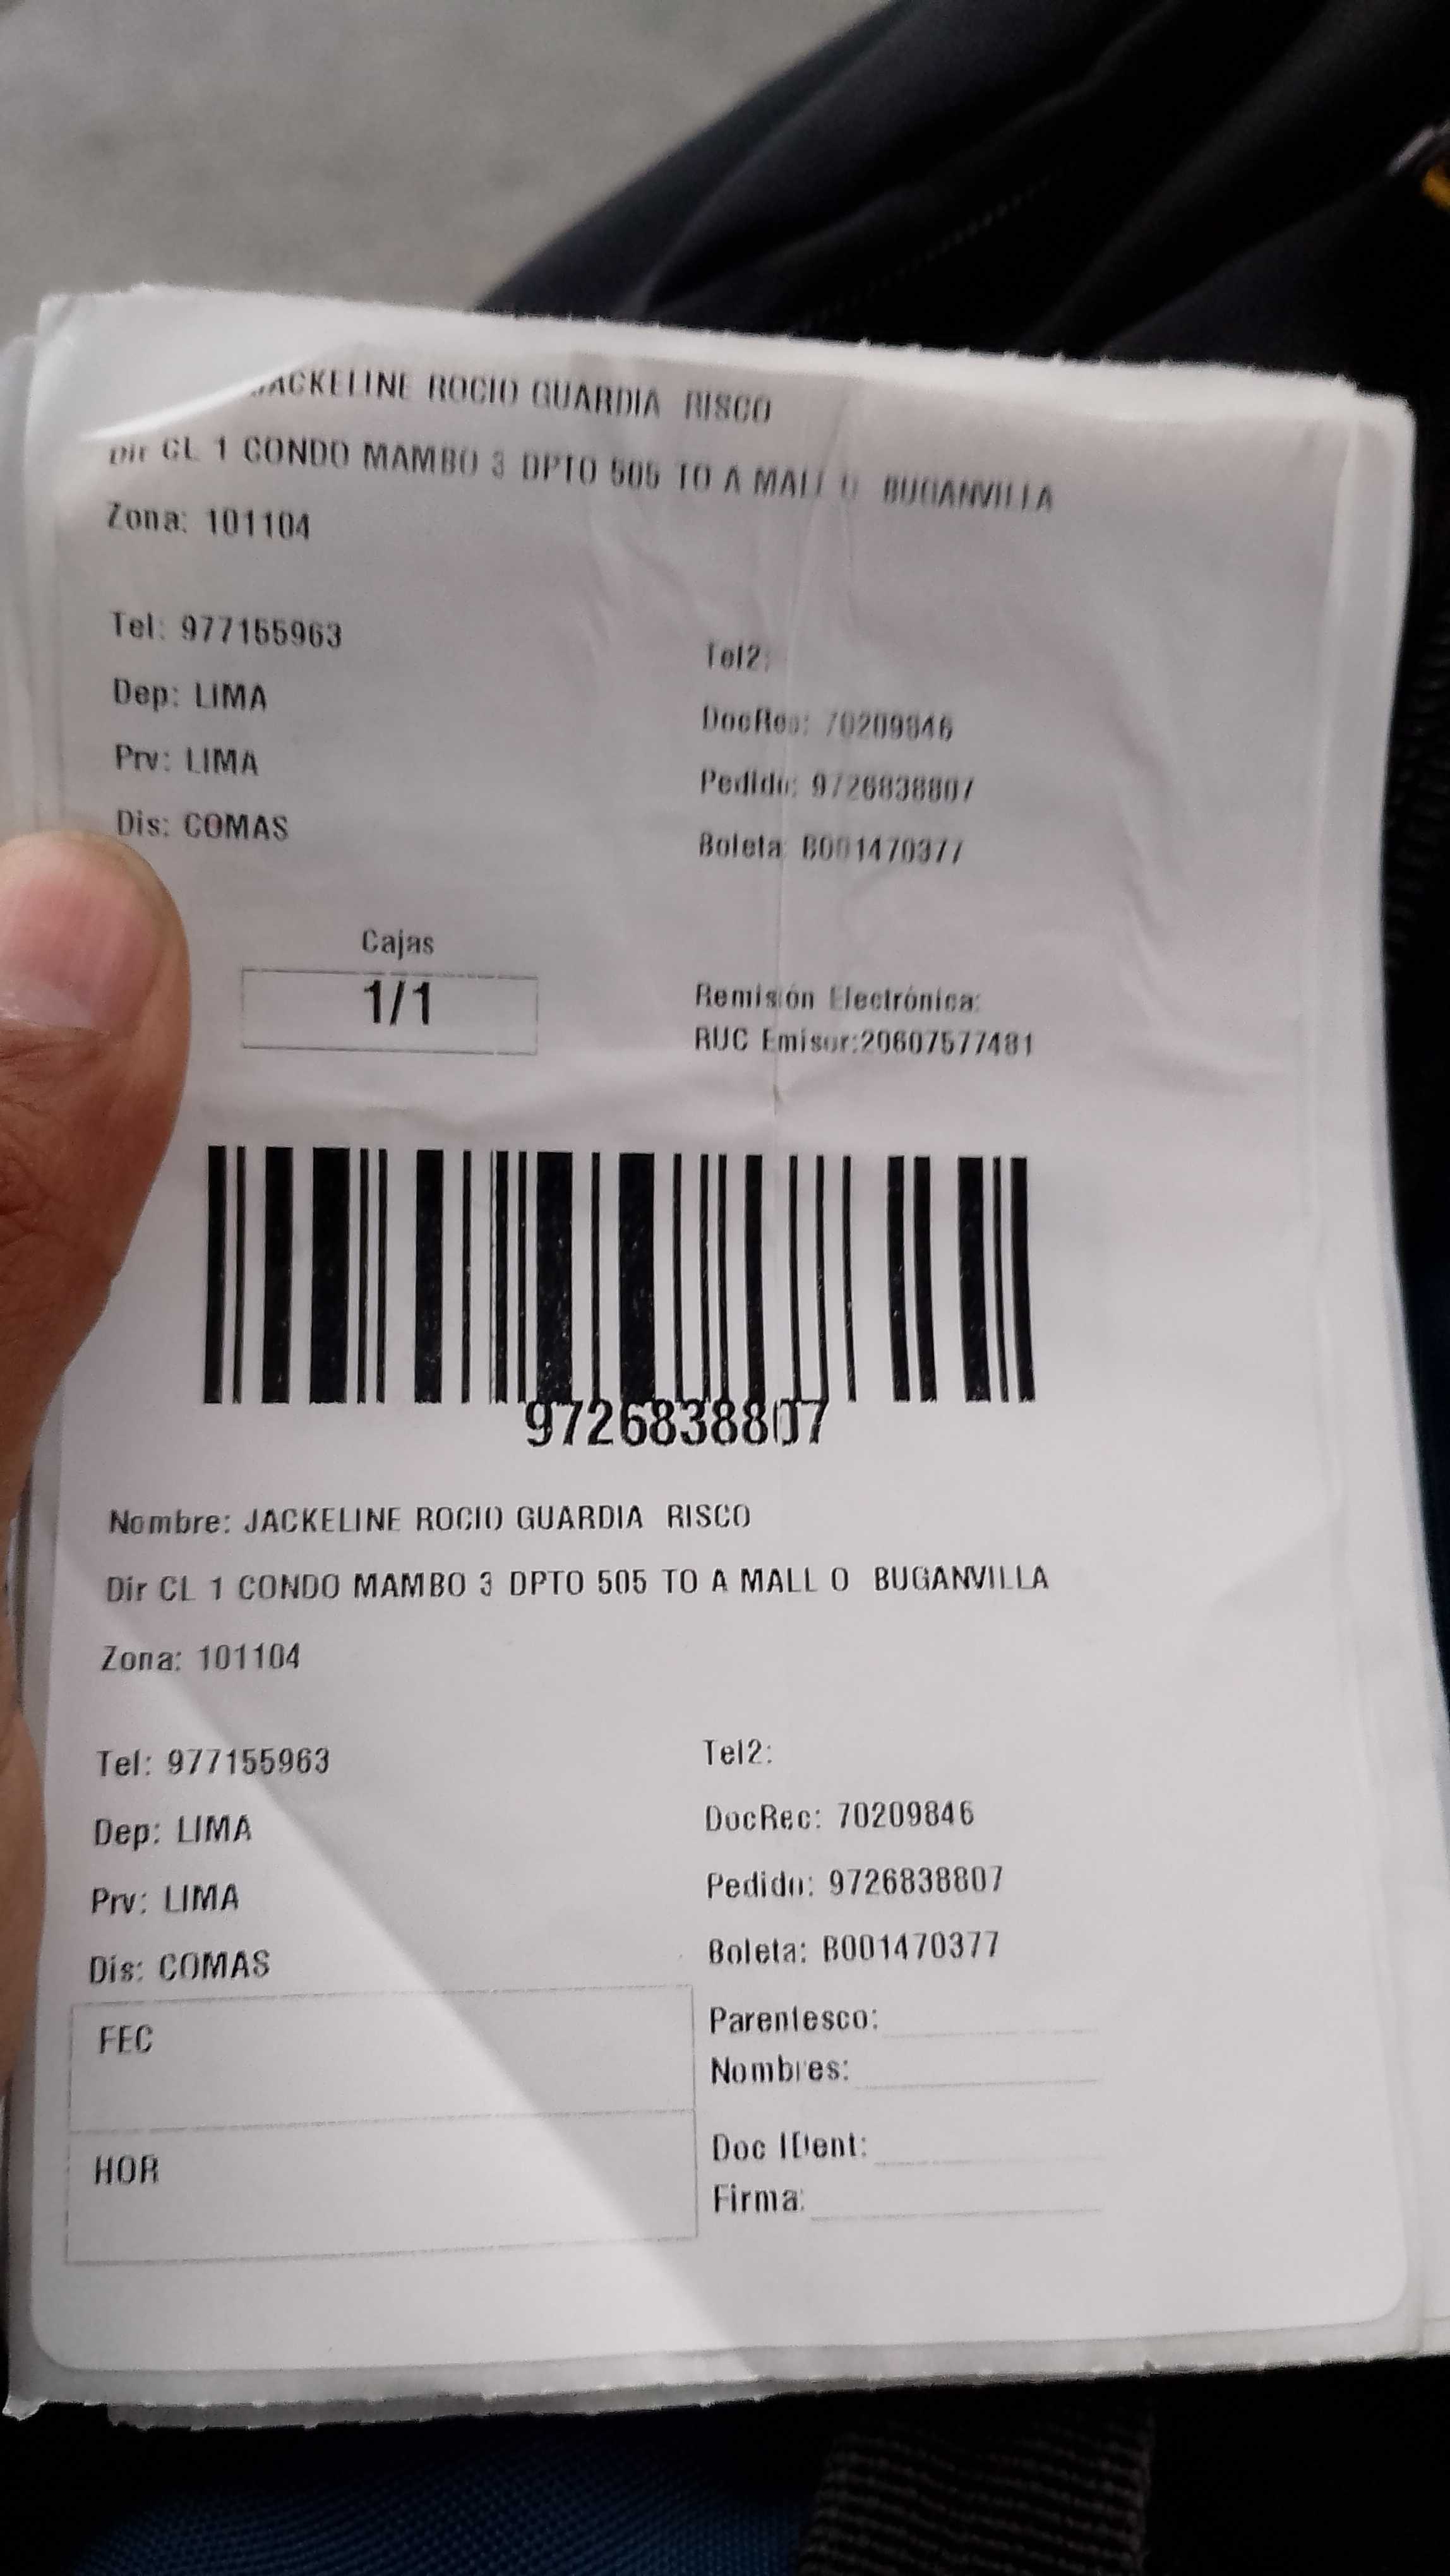 JACKELINE ROCIO GUARDIA RISCO
Dir CL 1 CONDO MAMBO 3 DPTO 505 TO A MALL O BUGANVILLA
Zona: 101104
Tel: 977155963
Tel2:
Dep: LIMA
DocRec: 70209846
Prv: LIMA
Pedido: 9726838807
Dis: COMAS
Boleta: B001470377
Cajas
1/1
Remisión Electrónica:
RUC Emisor:20607577481
9726838807
Nombre: JACKELINE ROCIO GUARDIA RISCO
Dir CL 1 CONDO MAMBO 3 DPTO 505 TO A MALL O BUGANVILLA
Zona: 101104
Tel: 977155963
Tel2:
Dep: LIMA
DocRec: 70209846
Prv: LIMA
Pedido: 9726838807
Dis: COMAS
Boleta: B001470377
FEC
Parentesco:
Nombres:
HOR
Doc IDent:
Firma: